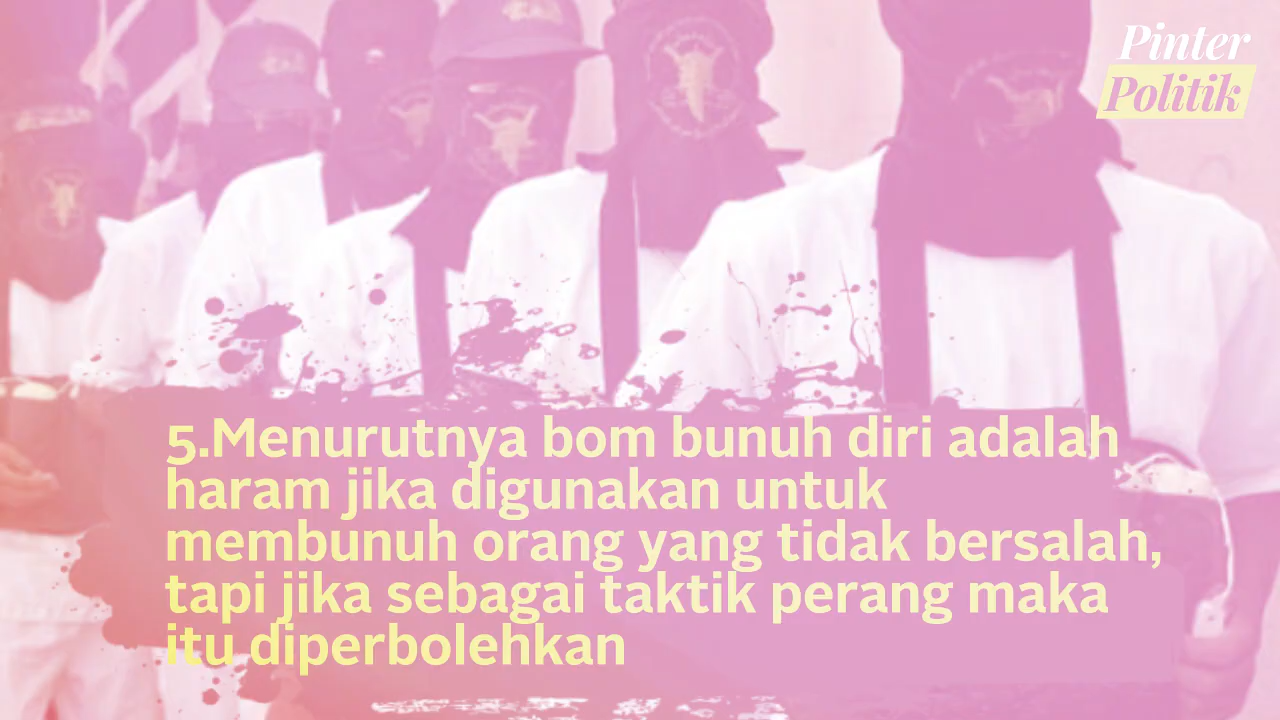 Pinter
Politik
5.Menurutnya bom bunuh diri adalah
haram jika digunakan untuk
membunuh orang yang tidak bersalah,
tapi jika sebagai taktik perang maka
itu diperbolehkan